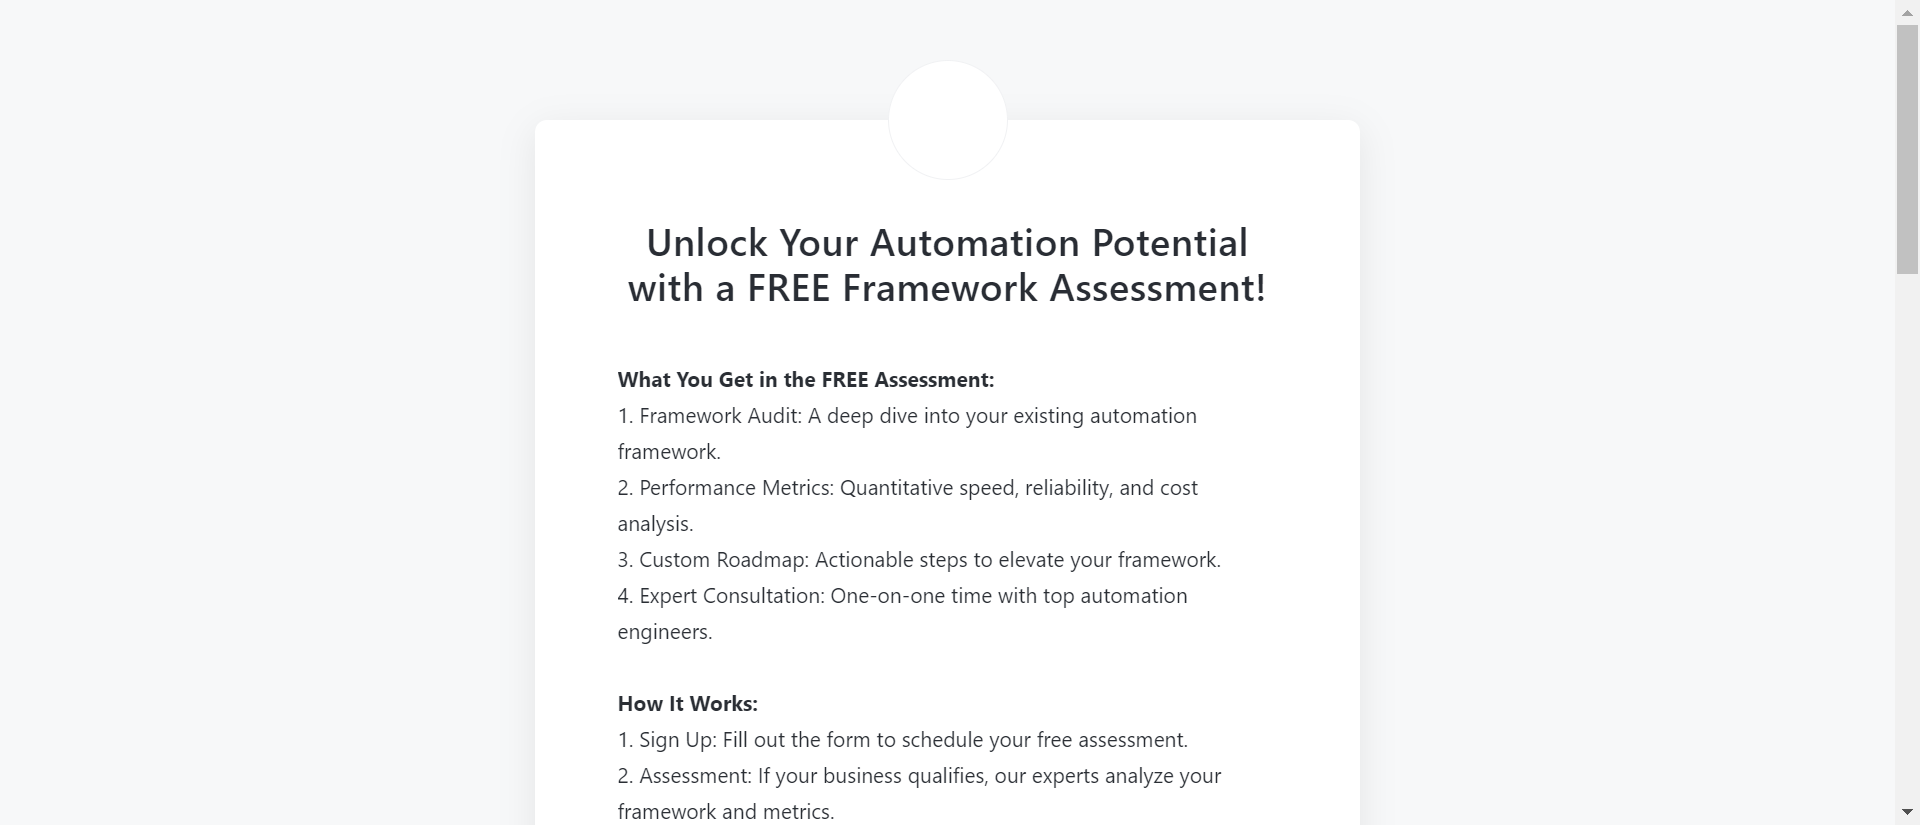 Unlock Your Automation Potential
with a FREE Framework Assessment!
What You Get in the FREE Assessment:
1. Framework Audit: A deep dive into your existing automation
framework.
2. Performance Metrics: Quantitative speed, reliability, and cost
analysis.
3. Custom Roadmap: Actionable steps to elevate your framework.
4. Expert Consultation: One-on-one time with top automation
engineers.
How It Works:
1. Sign Up: Fill out the form to schedule your free assessment.
2. Assessment: If your business qualifies, our experts analyze your
framework and metrics.